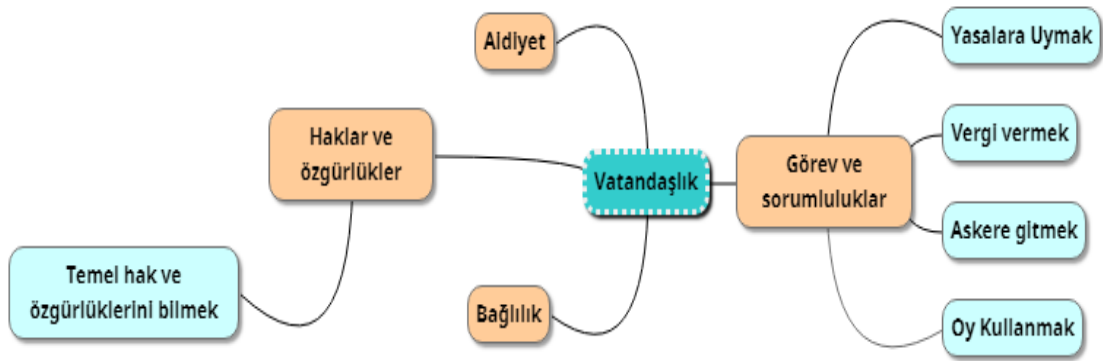 Aidiyet
Haklar ve
özgürlükler
Temel hak ve
özgürlüklerini bilmek
Bağlılık
Vatandaşlık
Görev ve
sorumluluklar
Yasalara Uymak
Vergi vermek
Askere gitmek
Oy Kullanmak